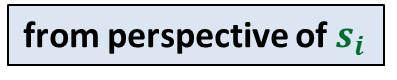 from perspective of sᵢ